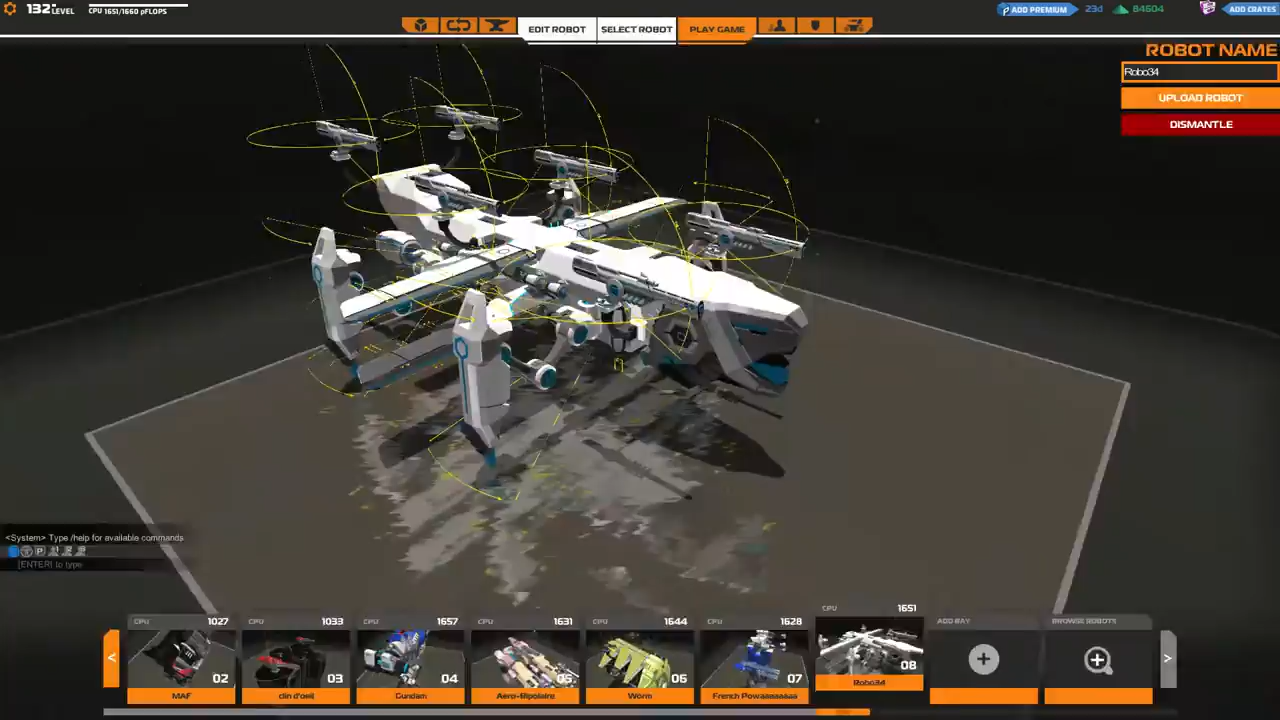 132.LEVEL
CPU 1651/1660 pFLOPS
ADD PREMIUM
23d
84504
ADD CRATES
EDIT ROBOT
SELECT ROBOT
PLAY GAME
ROBOT NAME
Robo34
UPLOAD ROBOT
DISMANTLE
<System> Type /help for available commands
[ENTER] to type
CPU 1027
02
MAF
CPU 1033
03
clin d'oeil
CPU 1657
04
Gundam
CPU 1631
05
Aero-Bipolaire
CPU 1644
06
Worm
CPU 1628
07
French Powaaaaaaa
CPU 1651
08
Robo34
ADD BAY
BROWSE ROBOTS